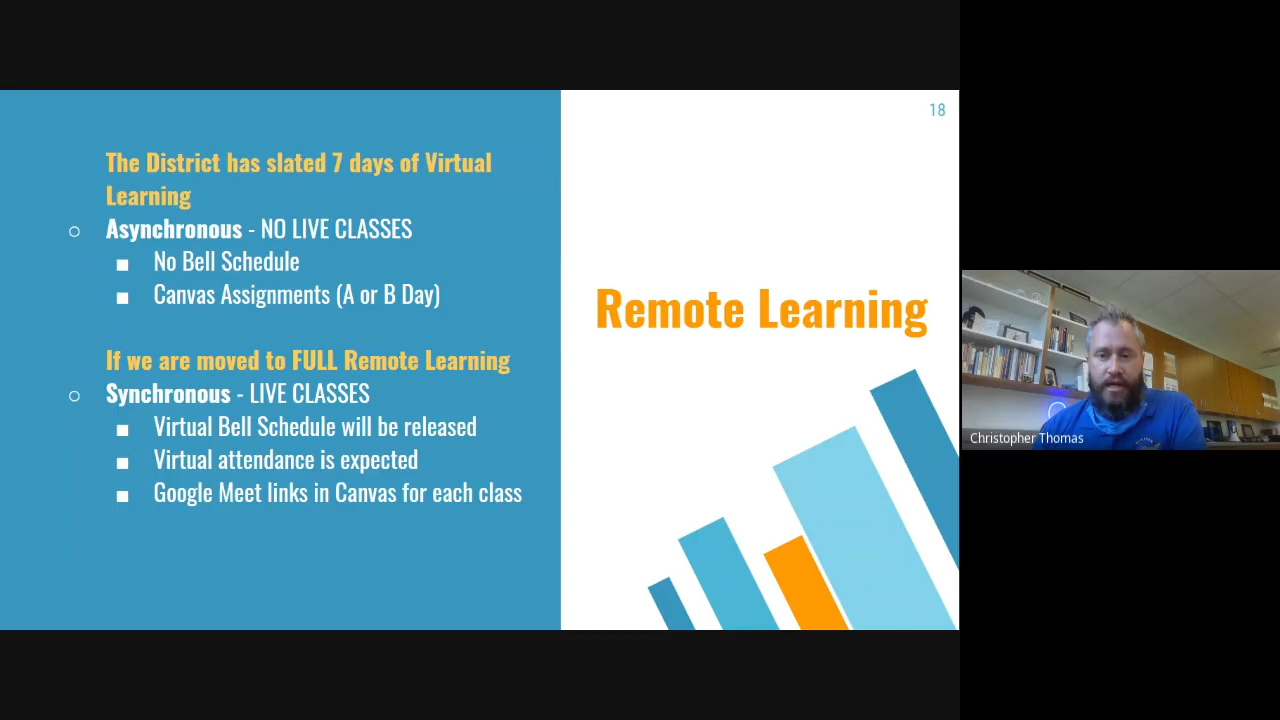 18
The District has slated 7 days of Virtual
Learning
○ Asynchronous - NO LIVE CLASSES
■ No Bell Schedule
■ Canvas Assignments (A or B Day)
If we are moved to FULL Remote Learning
○ Synchronous - LIVE CLASSES
■ Virtual Bell Schedule will be released
■ Virtual attendance is expected
■ Google Meet links in Canvas for each class
Remote Learning
Christopher Thomas